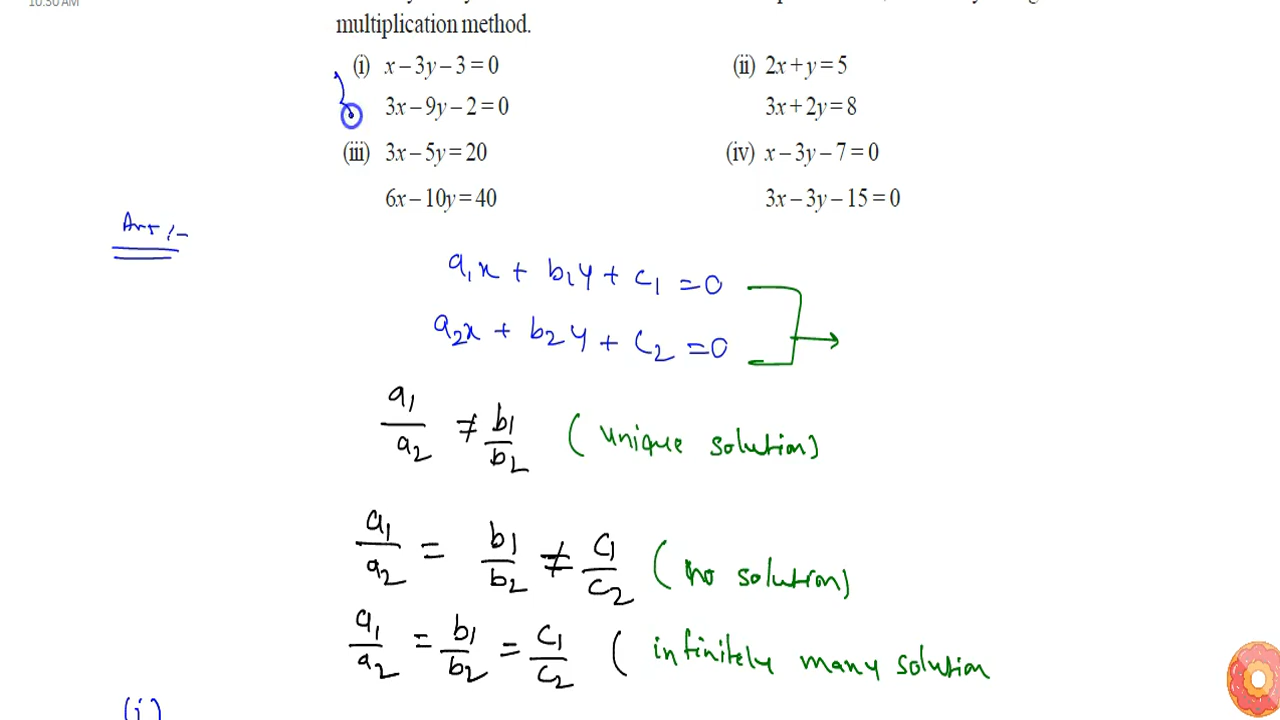 10:30 AM
multiplication method.
(i) x – 3y – 3 = 0
(ii) 2x + y = 5
3x – 9y – 2 = 0
3x + 2y = 8
(iii) 3x – 5y = 20
(iv) x – 3y – 7 = 0
6x – 10y = 40
3x – 3y – 15 = 0
a₁x + b₁y + c₁ = 0
a₂x + b₂y + c₂ = 0
a₁/a₂ ≠ b₁/b₂ (unique solution)
a₁/a₂ = b₁/b₂ ≠ c₁/c₂ (no solution)
a₁/a₂ = b₁/b₂ = c₁/c₂ (infinitely many solution
(i)